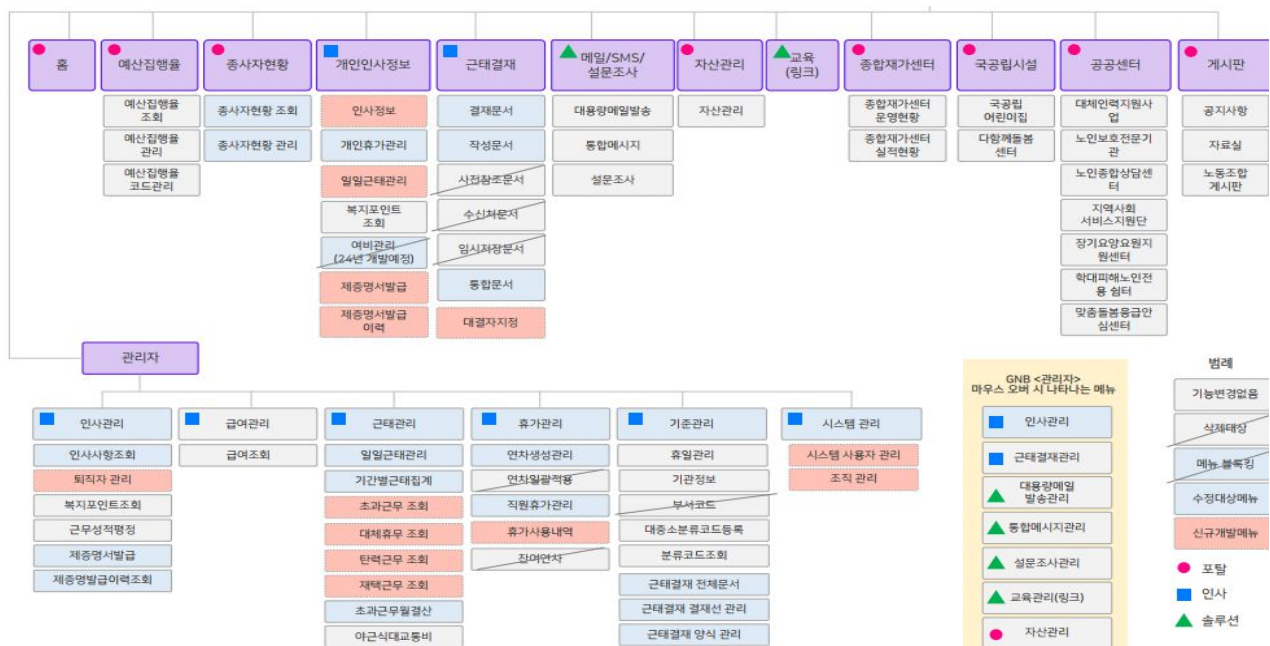 홈
예산집행율
종사자현황
개인인사정보
근태결재
메일/SMS/
설문조사
자산관리
교육
(링크)
종합재가센터
국공립시설
공공센터
게시판
예산집행율
조회
예산집행율
관리
예산집행율
코드관리
종사자현황 조회
종사자현황 관리
인사정보
개인휴가관리
일일근태관리
복지포인트
조회
여비관리
(24년 개발예정)
제증명서발급
제증명서발급
이력
결재문서
작성문서
사전참조문서
수신처문서
임시저장문서
통합문서
대결자지정
대용량메일발송
통합메시지
설문조사
자산관리
종합재가센터
운영현황
종합재가센터
실적현황
국공립
어린이집
다함께돌봄
센터
대체인력지원사
업
노인보호전문기
관
노인종합상담센
터
지역사회
서비스지원단
장기요양요원지
원센터
학대피해노인전
용 쉼터
맞춤돌봄응급안
심센터
공지사항
자료실
노동조합
게시판
관리자
인사관리
인사사항조회
퇴직자 관리
복지포인트조회
근무성적평정
제증명서발급
제증명발급이력조회
급여관리
급여조회
근태관리
일일근태관리
기간별근태집계
초과근무 조회
대체휴무 조회
탄력근무 조회
재택근무 조회
초과근무월결산
야근식대교통비
휴가관리
연차생성관리
연차일괄적용
직원휴가관리
휴가사용내역
잔여연차
기준관리
휴일관리
기관정보
부서코드
대중소분류코드등록
분류코드조회
근태결재 전체문서
근태결재 결재선 관리
근태결재 양식 관리
시스템 관리
시스템 사용자 관리
조직 관리
GNB <관리자>
마우스 오버 시 나타나는 메뉴
인사관리
근태결재관리
대용량메일
발송관리
통합메시지관리
설문조사관리
교육관리(링크)
자산관리
범례
기능변경없음
삭제대상
메뉴 블록킹
수정대상메뉴
신규개발메뉴
포탈
인사
솔루션